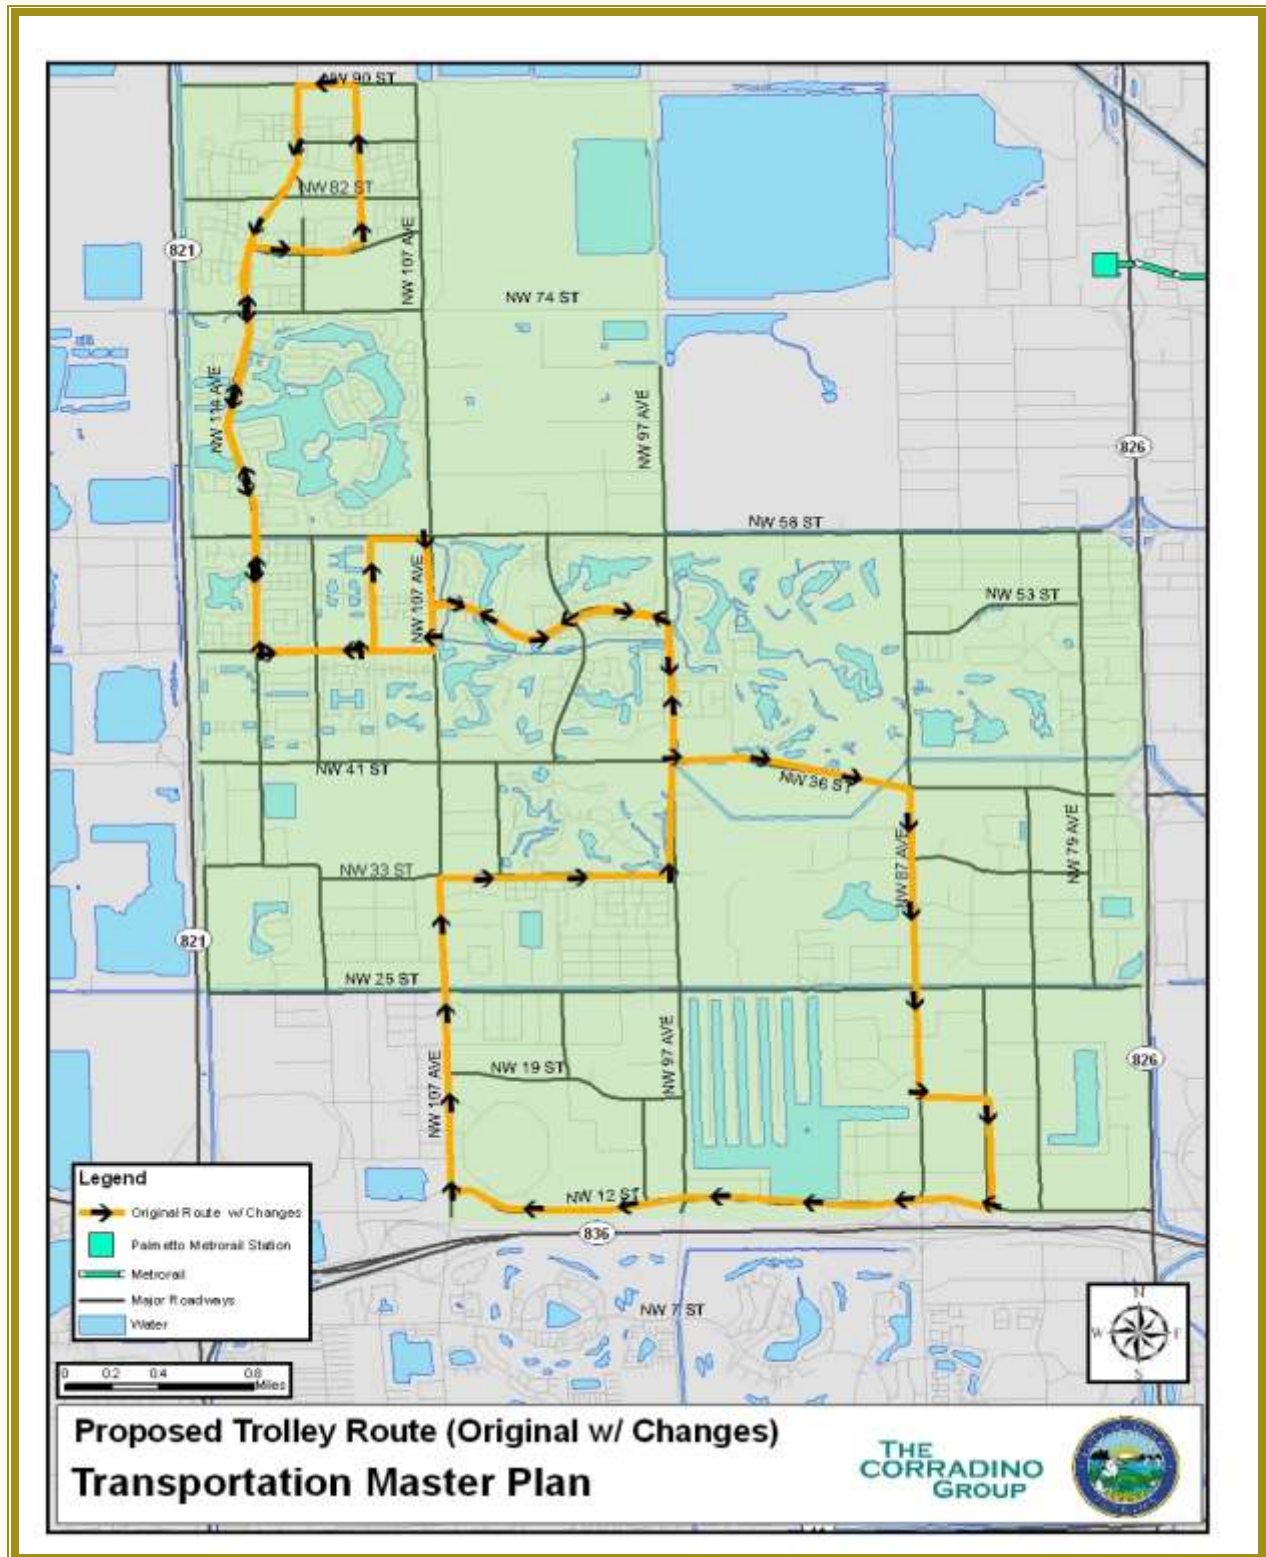 NW 90 ST
NW 82 ST
821
NW 107 AVE
NW 74 ST
NW 114 AVE
NW 97 AVE
826
NW 58 ST
NW 107 AVE
NW 53 ST
NW 41 ST
NW 36 ST
NW 79 AVE
NW 87 AVE
NW 33 ST
821
NW 25 ST
NW 97 AVE
826
NW 19 ST
NW 107 AVE
NW 12 ST
836
NW 7 ST
Legend
Original Route w/ Changes
Palmetto Metrorail Station
Metrorail
Major Roadways
Water
0 0.2 0.4 0.8
Miles
N
W E
S
Proposed Trolley Route (Original w/ Changes)
Transportation Master Plan
THE
CORRADINO
GROUP